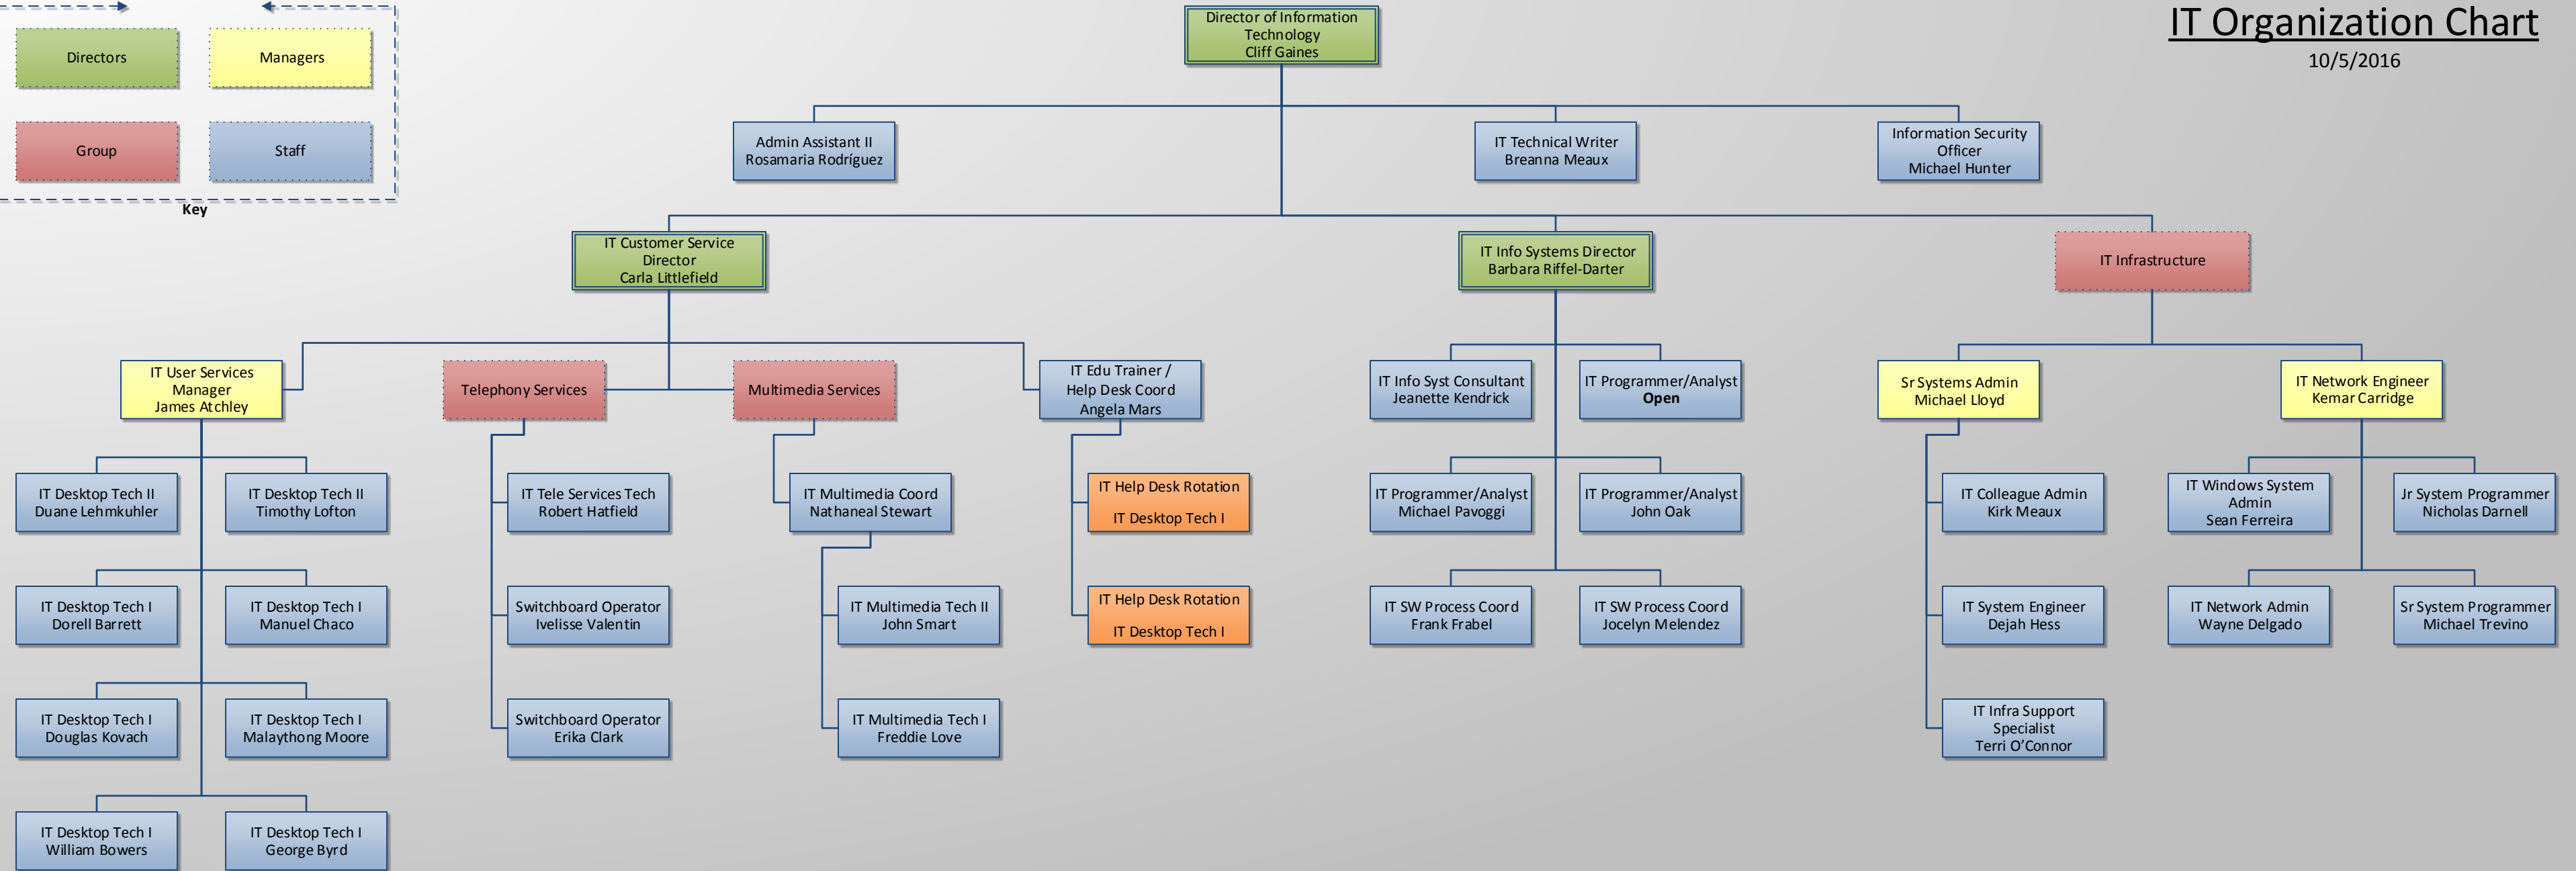 IT Organization Chart
10/5/2016
Directors
Managers
Group
Staff
Key
Director of Information
Technology
Cliff Gaines
Admin Assistant II
Rosamaria Rodríguez
IT Technical Writer
Breanna Meaux
Information Security
Officer
Michael Hunter
IT Customer Service
Director
Carla Littlefield
IT Info Systems Director
Barbara Riffel-Darter
IT Infrastructure
IT User Services
Manager
James Atchley
Telephony Services
Multimedia Services
IT Edu Trainer /
Help Desk Coord
Angela Mars
IT Info Syst Consultant
Jeanette Kendrick
IT Programmer/Analyst
Open
Sr Systems Admin
Michael Lloyd
IT Network Engineer
Kemar Carridge
IT Desktop Tech II
Duane Lehmkuhler
IT Desktop Tech II
Timothy Lofton
IT Tele Services Tech
Robert Hatfield
IT Multimedia Coord
Nathaneal Stewart
IT Help Desk Rotation
IT Desktop Tech I
IT Programmer/Analyst
Michael Pavoggi
IT Programmer/Analyst
John Oak
IT Colleague Admin
Kirk Meaux
IT Windows System
Admin
Sean Ferreira
Jr System Programmer
Nicholas Darnell
IT Desktop Tech I
Dorell Barrett
IT Desktop Tech I
Manuel Chaco
Switchboard Operator
Ivelisse Valentin
IT Multimedia Tech II
John Smart
IT Help Desk Rotation
IT Desktop Tech I
IT SW Process Coord
Frank Frabel
IT SW Process Coord
Jocelyn Melendez
IT System Engineer
Dejah Hess
IT Network Admin
Wayne Delgado
Sr System Programmer
Michael Trevino
IT Desktop Tech I
Douglas Kovach
IT Desktop Tech I
Malaythong Moore
Switchboard Operator
Erika Clark
IT Multimedia Tech I
Freddie Love
IT Infra Support
Specialist
Terri O’Connor
IT Desktop Tech I
William Bowers
IT Desktop Tech I
George Byrd